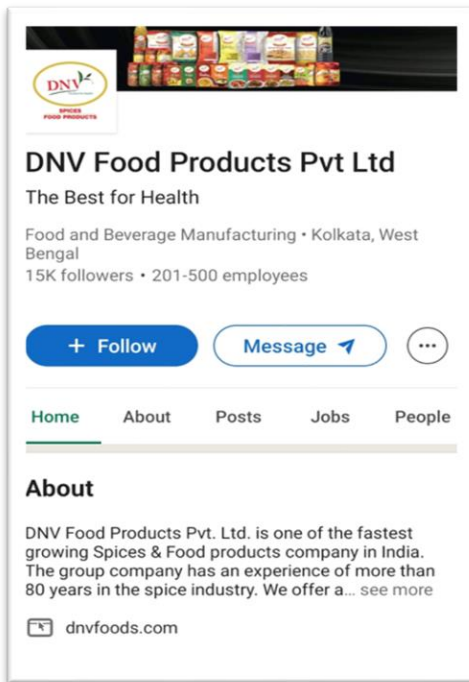 DNV
SPICES
FOOD PRODUCTS
DNV Food Products Pvt Ltd
The Best for Health
Food and Beverage Manufacturing • Kolkata, West
Bengal
15K followers • 201-500 employees
+ Follow
Message
Home About Posts Jobs People
About
DNV Food Products Pvt. Ltd. is one of the fastest
growing Spices & Food products company in India.
The group company has an experience of more than
80 years in the spice industry. We offer a... see more
dnvfoods.com